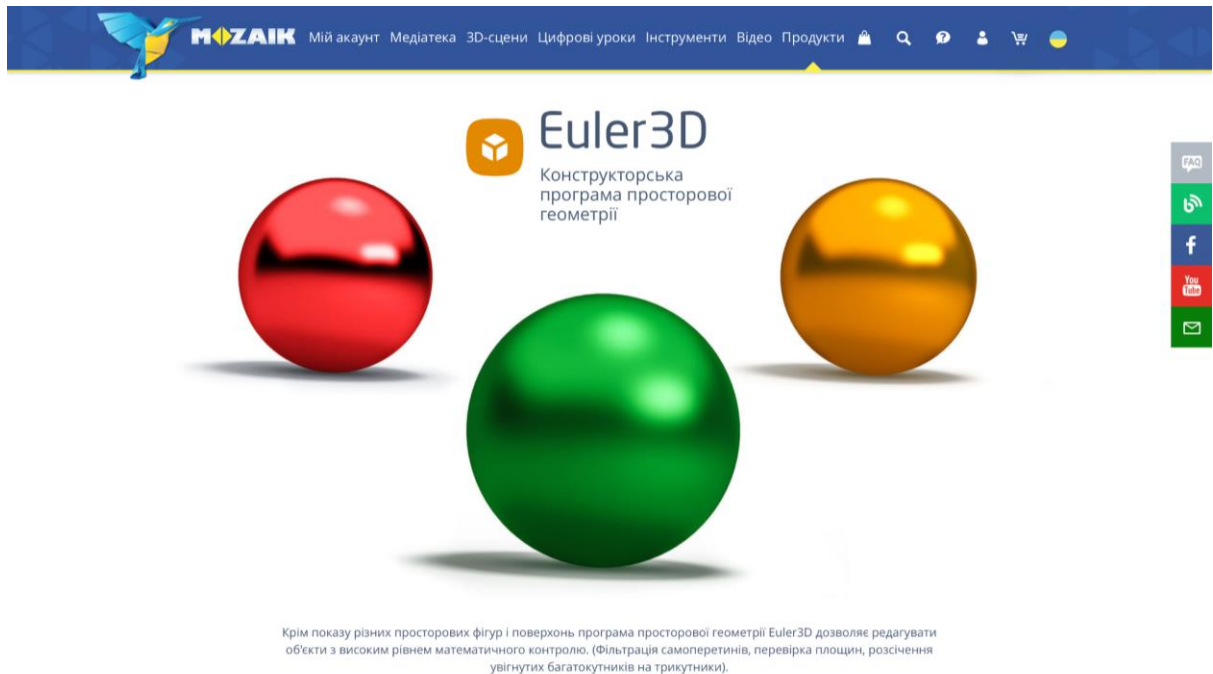 MOZAIK Мій акаунт Медіатека 3D-сцени Цифрові уроки Інструменти Відео Продукти
Euler3D
Конструкторська
програма просторової
геометрії
FAQ
You
Tube
Крім показу різних просторових фігур і поверхонь програма просторової геометрії Euler3D дозволяє редагувати
об'єкти з високим рівнем математичного контролю. (Фільтрація самоперетинів, перевірка площин, розсічення
увігнутих багатокутників на трикутники).